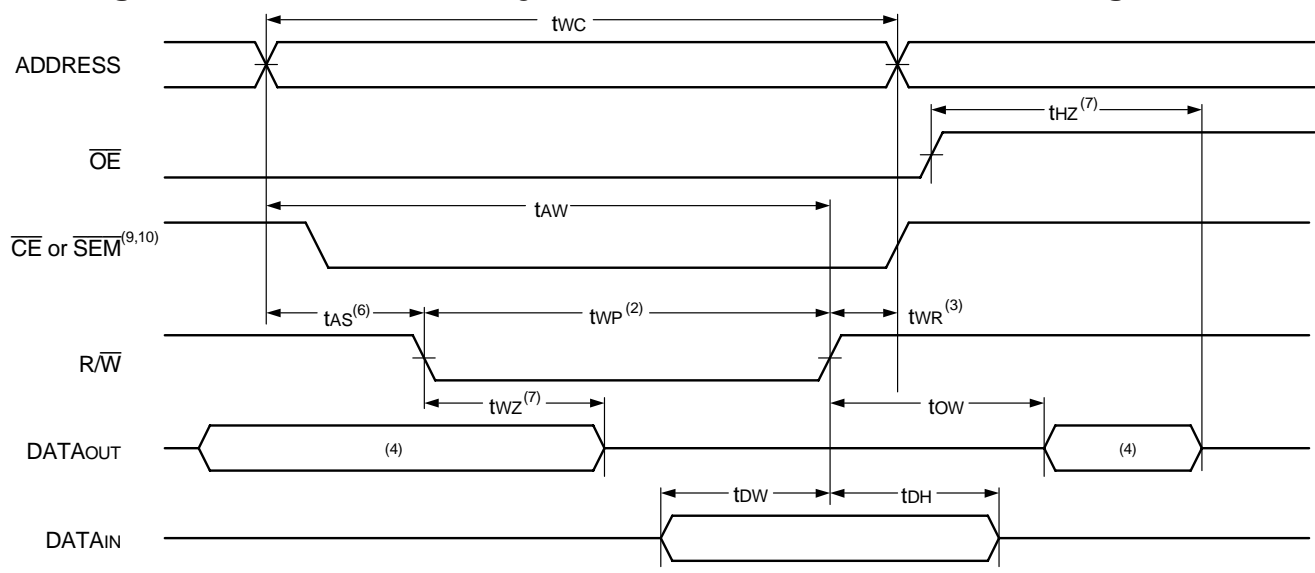 tWC
ADDRESS
tHZ(7)
OE
tAW
CE or SEM(9,10)
tAS(6) tWP(2) tWR(3)
R/W
tWZ(7) tOW
DATAOUT (4) (4)
tDW tDH
DATAIN